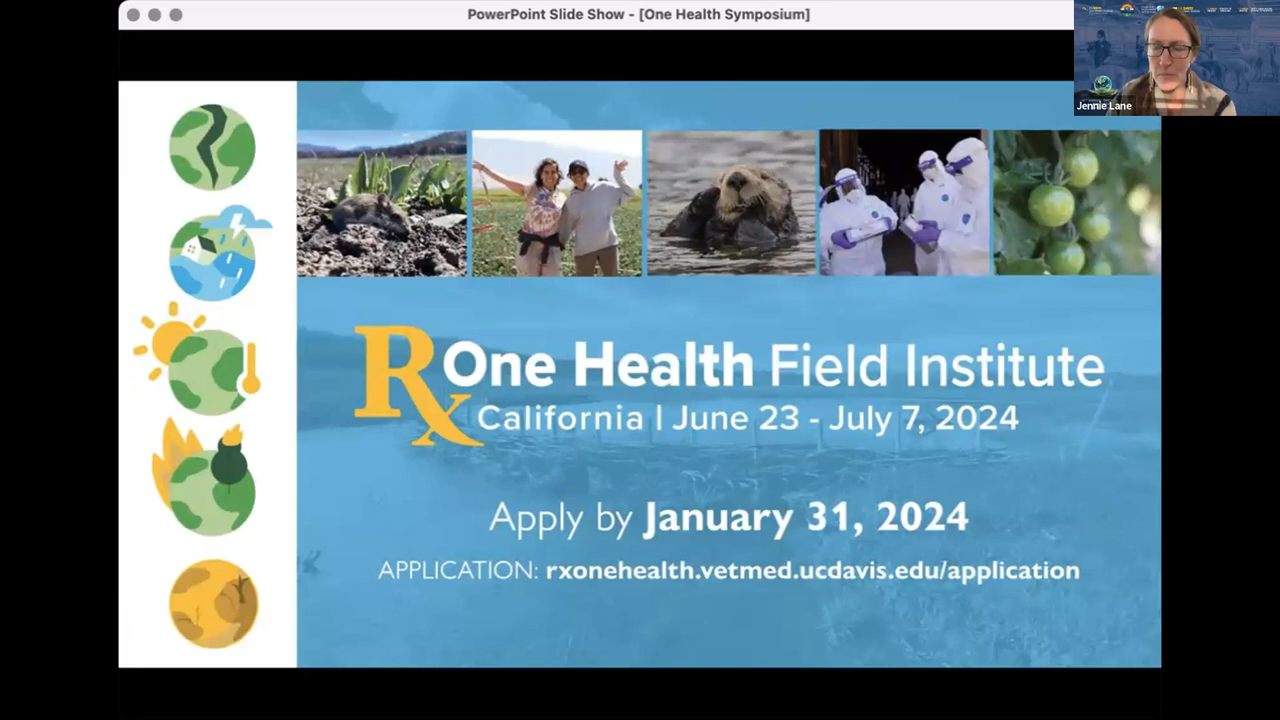 PowerPoint Slide Show - [One Health Symposium]
Jennie Lane
Rx One Health Field Institute
California | June 23 - July 7, 2024
Apply by January 31, 2024
APPLICATION: rxonehealth.vetmed.ucdavis.edu/application